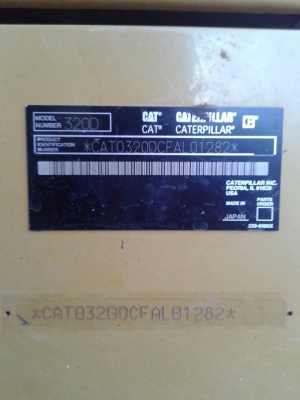 MODEL NUMBER 320D
CAT CATERPILLAR
CAT CATERPILLAR
PRODUCT IDENTIFICATION NUMBER *CAT0320DCFAL01282*
CATERPILLAR INC.
PEORIA, IL 61629
USA
MADE IN JAPAN
PARTS ORDER
*CAT0320DCFAL01282*